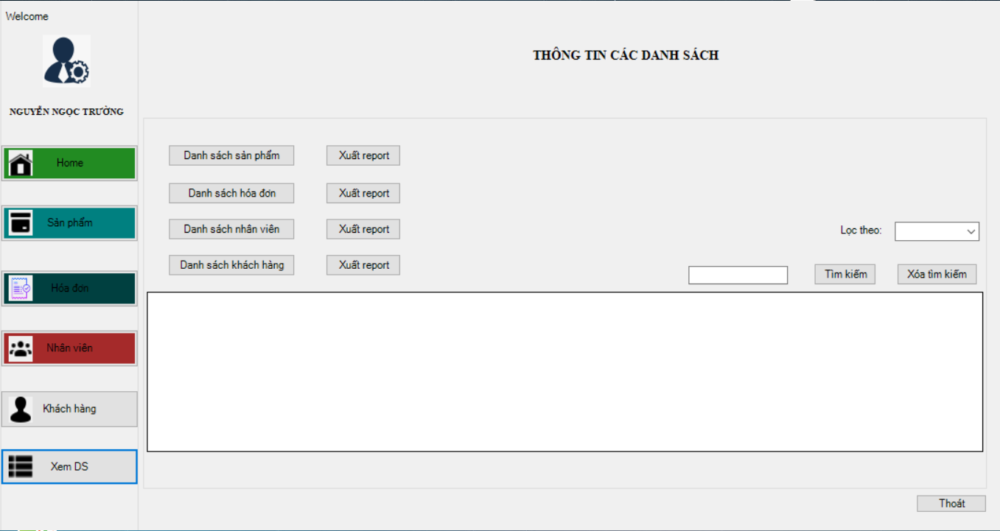 Welcome
NGUYỄN NGỌC TRƯỜNG
Home
Sản phẩm
Hóa đơn
Nhân viên
Khách hàng
Xem DS
THÔNG TIN CÁC DANH SÁCH
Danh sách sản phẩm Xuất report
Danh sách hóa đơn Xuất report
Danh sách nhân viên Xuất report
Lọc theo:
Danh sách khách hàng Xuất report
Tìm kiếm Xóa tìm kiếm
Thoát